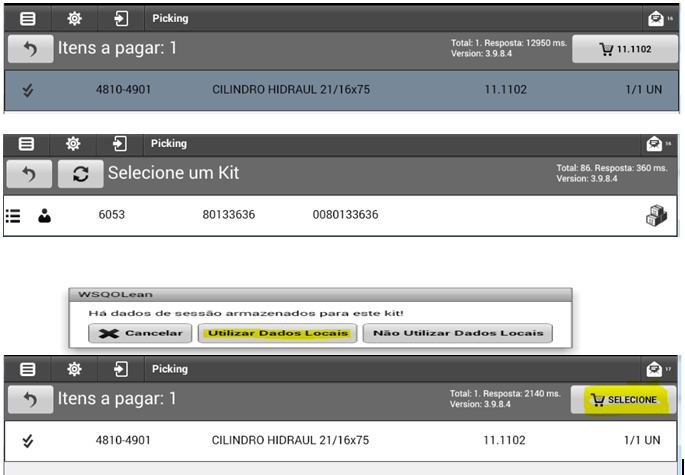 Picking 15
Itens a pagar: 1 Total: 1. Resposta: 12950 ms. Version: 3.9.8.4 11.1102
4810-4901 CILINDRO HIDRAUL 21/16x75 11.1102 1/1 UN
Picking 16
Selecione um Kit Total: 86. Resposta: 360 ms. Version: 3.9.8.4
6053 80133636 0080133636
WSQOLean
Há dados de sessão armazenados para este kit!
Cancelar Utilizar Dados Locais Não Utilizar Dados Locais
Picking 17
Itens a pagar: 1 Total: 1. Resposta: 2140 ms. Version: 3.9.8.4 SELECIONE.
4810-4901 CILINDRO HIDRAUL 21/16x75 11.1102 1/1 UN